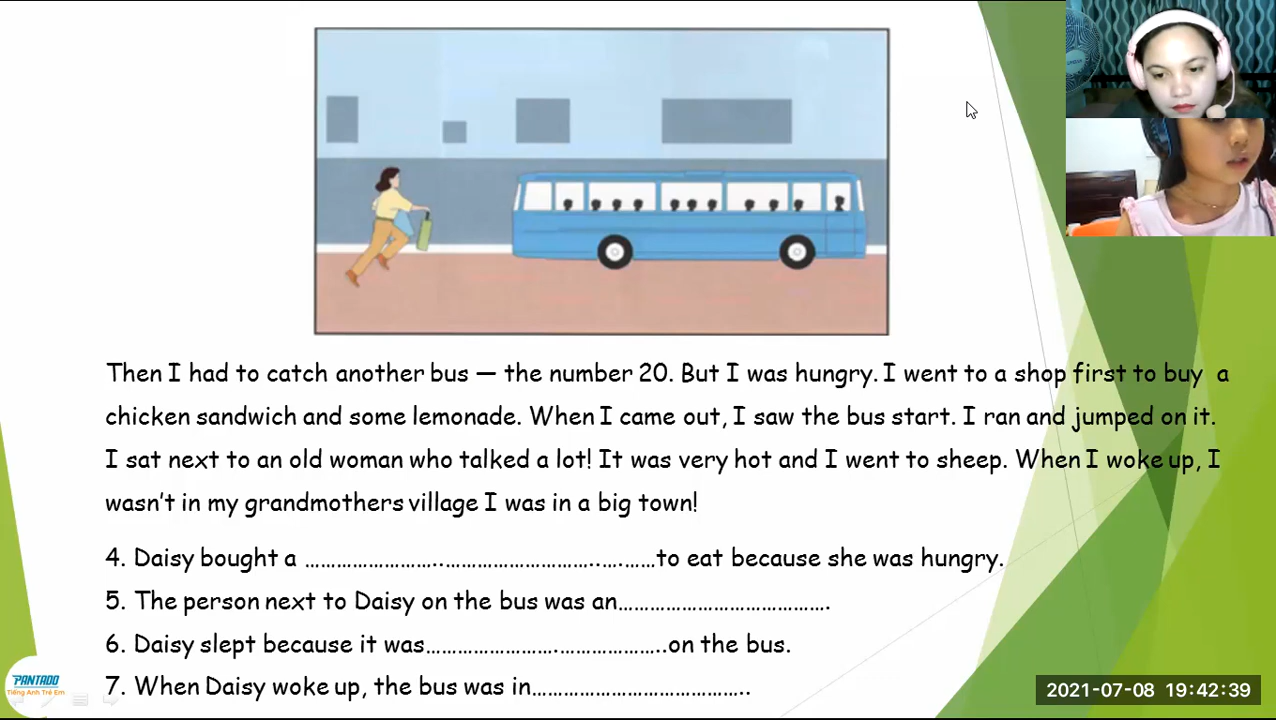 Then I had to catch another bus — the number 20. But I was hungry. I went to a shop first to buy a
chicken sandwich and some lemonade. When I came out, I saw the bus start. I ran and jumped on it.
I sat next to an old woman who talked a lot! It was very hot and I went to sheep. When I woke up, I
wasn't in my grandmothers village I was in a big town!
4. Daisy bought a ……………………..………………………..……..to eat because she was hungry.
5. The person next to Daisy on the bus was an………………………………….
6. Daisy slept because it was…………………….………………..on the bus.
7. When Daisy woke up, the bus was in…………………………………..
PANTADO
Tiếng Anh Trẻ Em
2021-07-08 19:42:39